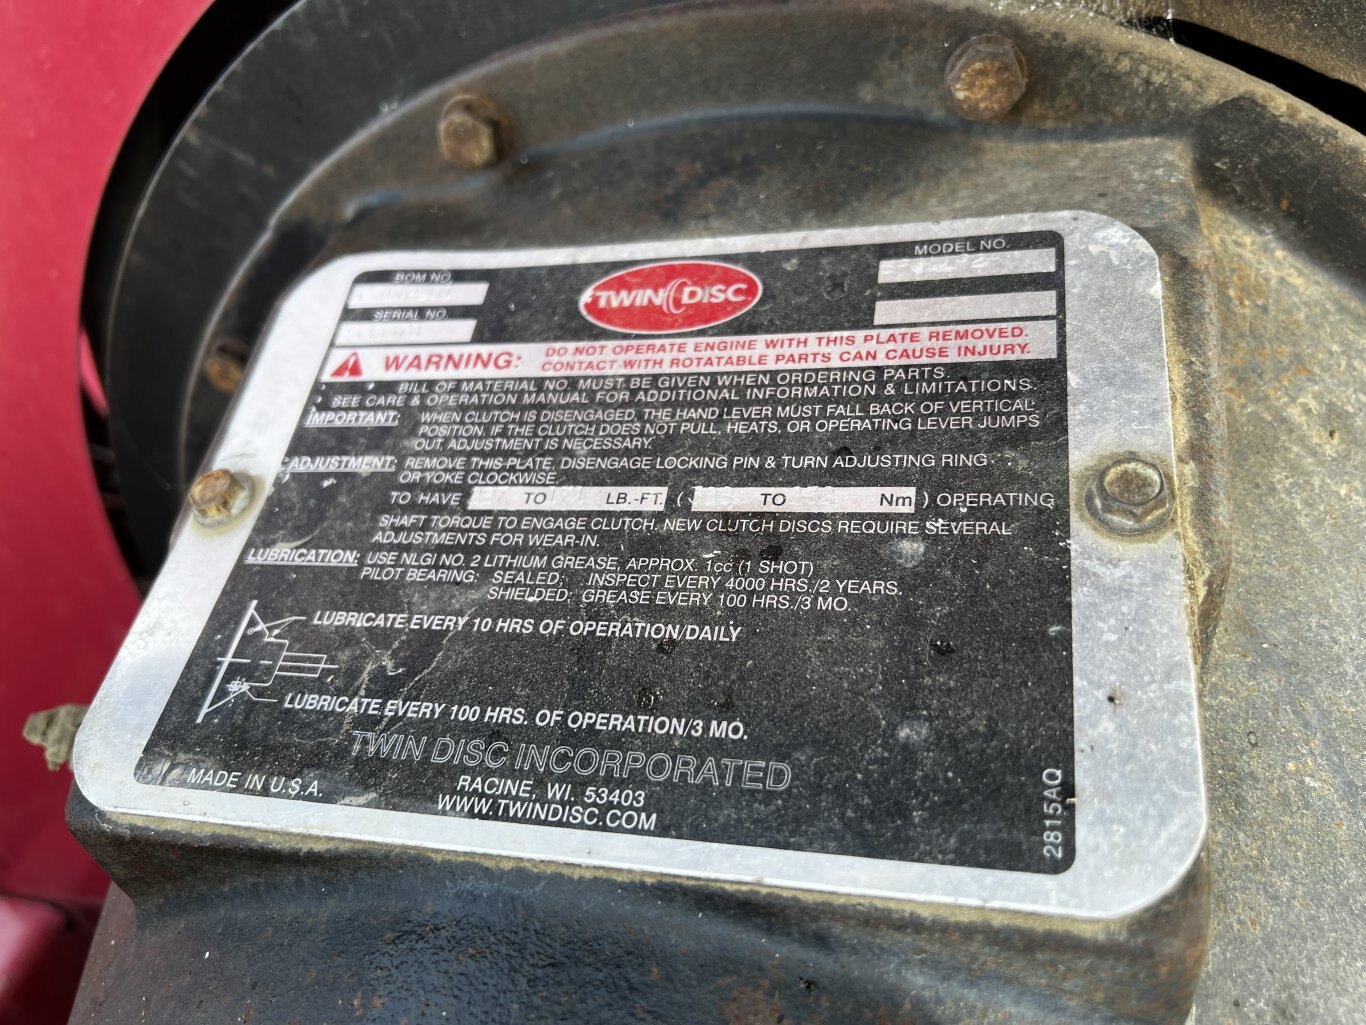 BOM NO.
MODEL NO.
TWIN DISC
SERIAL NO.
WARNING: DO NOT OPERATE ENGINE WITH THIS PLATE REMOVED.
CONTACT WITH ROTATABLE PARTS CAN CAUSE INJURY.
• BILL OF MATERIAL NO. MUST BE GIVEN WHEN ORDERING PARTS.
• SEE CARE & OPERATION MANUAL FOR ADDITIONAL INFORMATION & LIMITATIONS.
IMPORTANT: WHEN CLUTCH IS DISENGAGED, THE HAND LEVER MUST FALL BACK OF VERTICAL
POSITION. IF THE CLUTCH DOES NOT PULL, HEATS, OR OPERATING LEVER JUMPS
OUT, ADJUSTMENT IS NECESSARY.
ADJUSTMENT: REMOVE THIS PLATE, DISENGAGE LOCKING PIN & TURN ADJUSTING RING
OR YOKE CLOCKWISE.
TO HAVE TO LB.-FT. ( TO Nm ) OPERATING
SHAFT TORQUE TO ENGAGE CLUTCH. NEW CLUTCH DISCS REQUIRE SEVERAL
ADJUSTMENTS FOR WEAR-IN.
LUBRICATION: USE NLGI NO. 2 LITHIUM GREASE, APPROX. 1cc (1 SHOT)
PILOT BEARING: SEALED; INSPECT EVERY 4000 HRS./2 YEARS.
SHIELDED; GREASE EVERY 100 HRS./3 MO.
LUBRICATE EVERY 10 HRS OF OPERATION/DAILY
LUBRICATE EVERY 100 HRS. OF OPERATION/3 MO.
TWIN DISC INCORPORATED
MADE IN U.S.A.
RACINE, WI. 53403
WWW.TWINDISC.COM
2815AQ